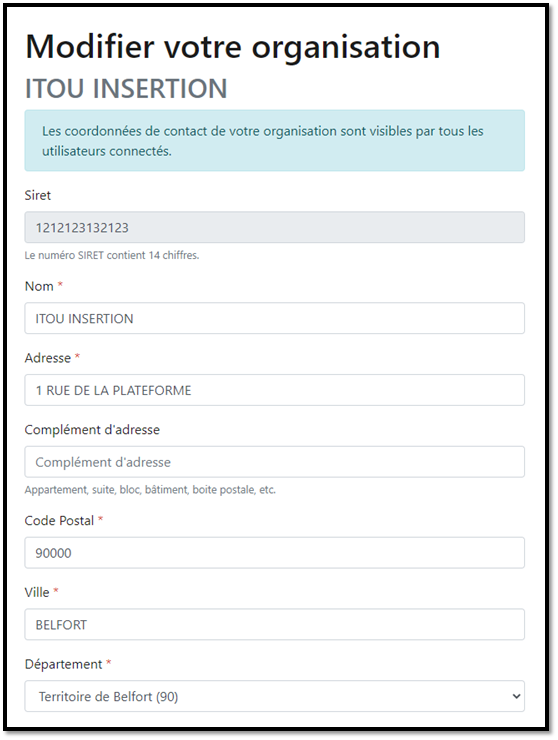 Modifier votre organisation
ITOU INSERTION
Les coordonnées de contact de votre organisation sont visibles par tous les
utilisateurs connectés.
Siret
1212123132123
Le numéro SIRET contient 14 chiffres.
Nom *
ITOU INSERTION
Adresse *
1 RUE DE LA PLATEFORME
Complément d'adresse
Complément d'adresse
Appartement, suite, bloc, bâtiment, boite postale, etc.
Code Postal *
90000
Ville *
BELFORT
Département *
Territoire de Belfort (90)